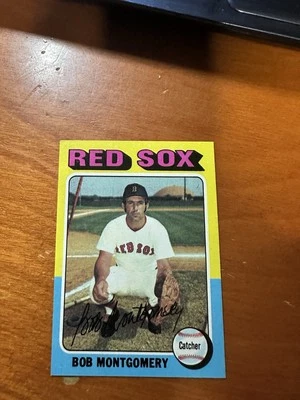 RED SOX
B
RED SOX
Bob Montgomery
Catcher
BOB MONTGOMERY